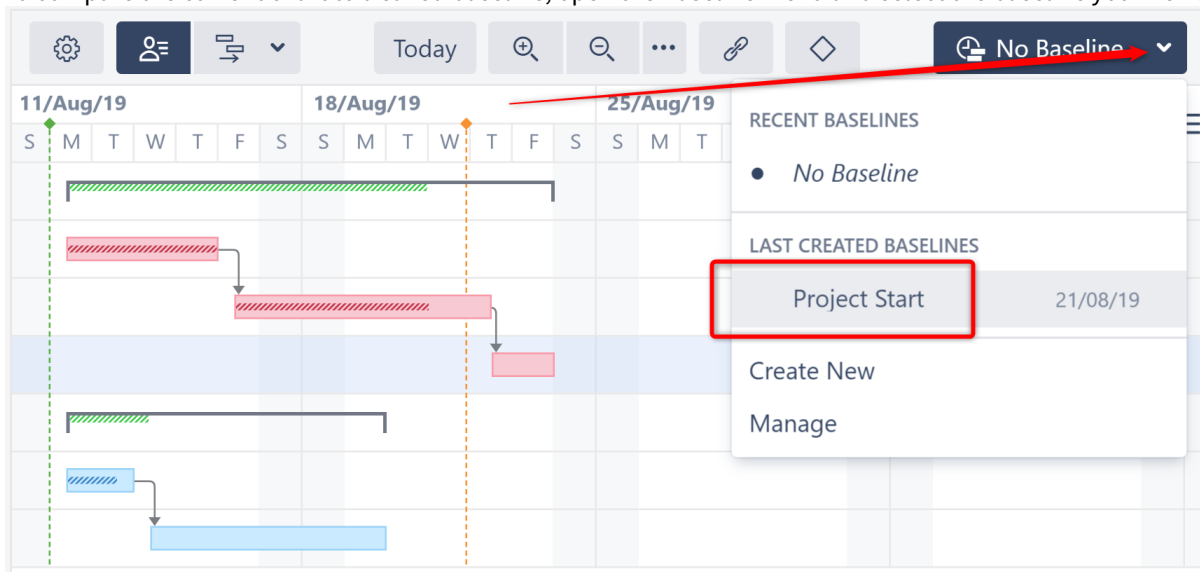 Today
No Baseline
11/Aug/19 18/Aug/19 25/Aug/19
S M T W T F S S M T W T F S S M T
RECENT BASELINES
No Baseline
LAST CREATED BASELINES
Project Start 21/08/19
Create New
Manage